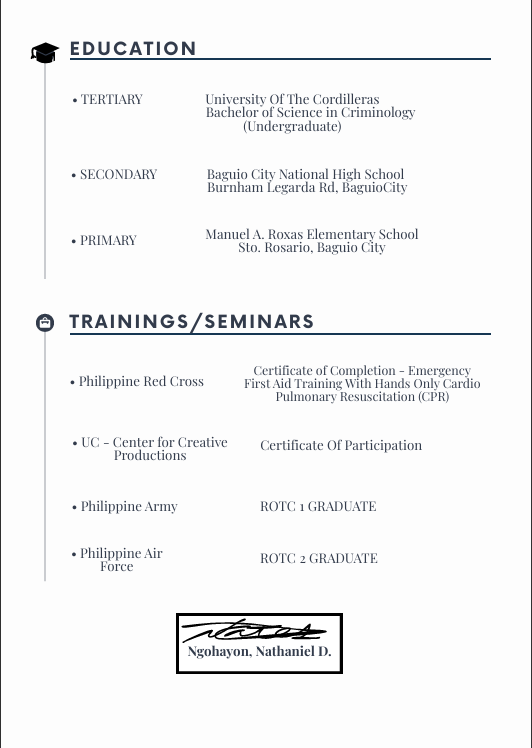 EDUCATION
• TERTIARY
University Of The Cordilleras
Bachelor of Science in Criminology
(Undergraduate)
• SECONDARY
Baguio City National High School
Burnham Legarda Rd, BaguioCity
• PRIMARY
Manuel A. Roxas Elementary School
Sto. Rosario, Baguio City
TRAININGS/SEMINARS
• Philippine Red Cross
Certificate of Completion - Emergency
First Aid Training With Hands Only Cardio
Pulmonary Resuscitation (CPR)
• UC - Center for Creative
Productions
Certificate Of Participation
• Philippine Army
ROTC 1 GRADUATE
• Philippine Air
Force
ROTC 2 GRADUATE
Ngohayon, Nathaniel D.